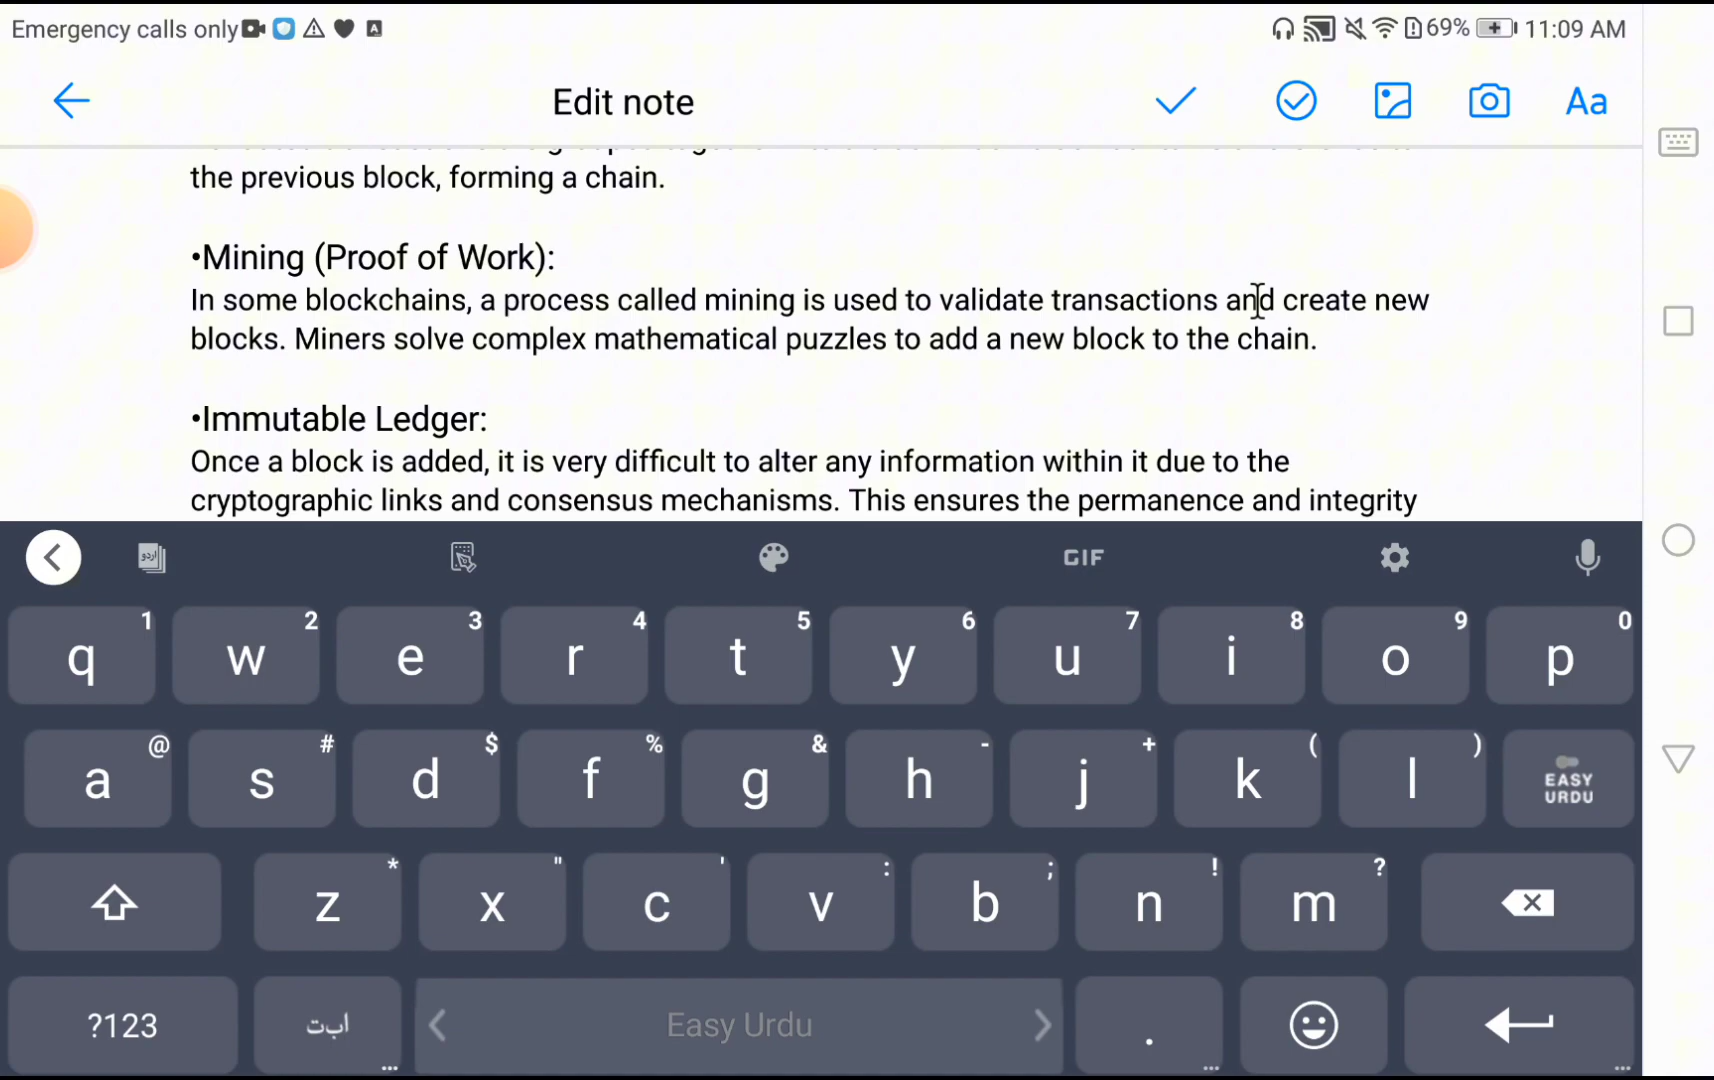 Emergency calls only
69% 11:09 AM
Edit note
Aa
the previous block, forming a chain.
•Mining (Proof of Work):
In some blockchains, a process called mining is used to validate transactions and create new
blocks. Miners solve complex mathematical puzzles to add a new block to the chain.
•Immutable Ledger:
Once a block is added, it is very difficult to alter any information within it due to the
cryptographic links and consensus mechanisms. This ensures the permanence and integrity
اردو GIF
q 1 w 2 e 3 r 4 t 5 y 6 u 7 i 8 o 9 p 0
a @ s # d $ f % g & h - j + k ( l ) EASY URDU
z * x " c ' v : b ; n ! m ?
?123 ابت Easy Urdu .